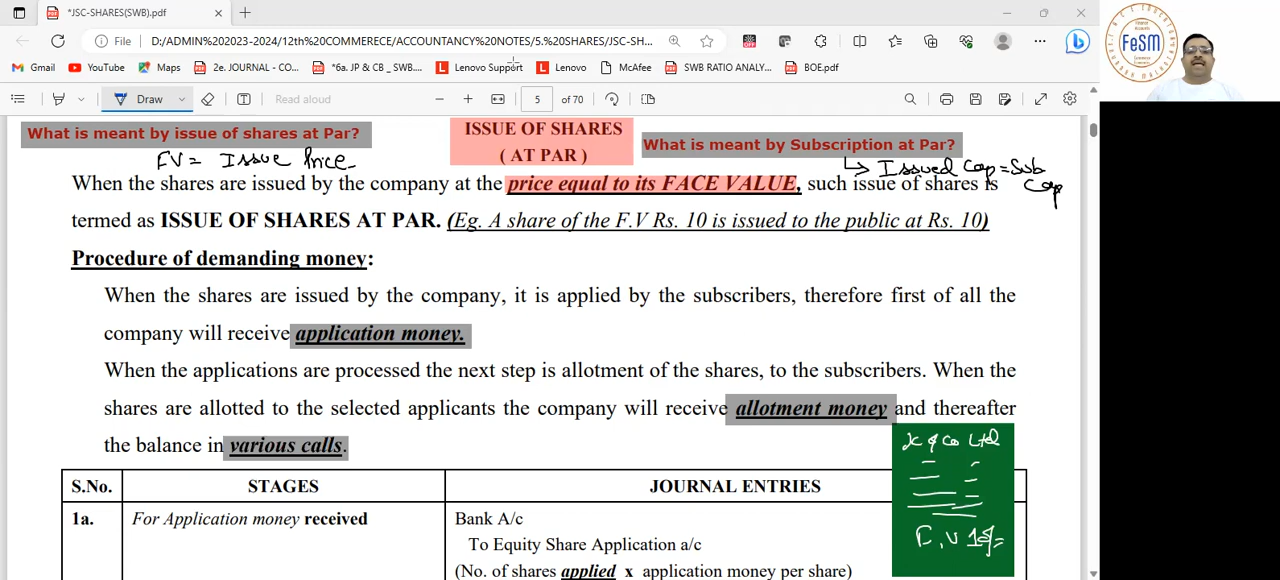 *JSC-SHARES(SWB).pdf
File D:/ADMIN%202023-2024/12th%20COMMERECE/ACCOUNTANCY%20NOTES/5.%20SHARES/JSC-SH...
Gmail YouTube Maps 2e. JOURNAL - CO... *6a. JP & CB _ SWB.... Lenovo Support Lenovo McAfee SWB RATIO ANALY... BOE.pdf
Draw Read aloud 5 of 70
What is meant by issue of shares at Par?
FV = Issue Price
ISSUE OF SHARES
( AT PAR )
What is meant by Subscription at Par?
Issued Cap = Sub
Cap
When the shares are issued by the company at the price equal to its FACE VALUE, such issue of shares is
termed as ISSUE OF SHARES AT PAR. (Eg. A share of the F.V Rs. 10 is issued to the public at Rs. 10)
Procedure of demanding money:
When the shares are issued by the company, it is applied by the subscribers, therefore first of all the
company will receive application money.
When the applications are processed the next step is allotment of the shares, to the subscribers. When the
shares are allotted to the selected applicants the company will receive allotment money and thereafter
the balance in various calls.
X & Co Ltd
F.V 10/=
S.No. STAGES JOURNAL ENTRIES
1a. For Application money received Bank A/c
To Equity Share Application a/c
(No. of shares applied x application money per share)
FeSM